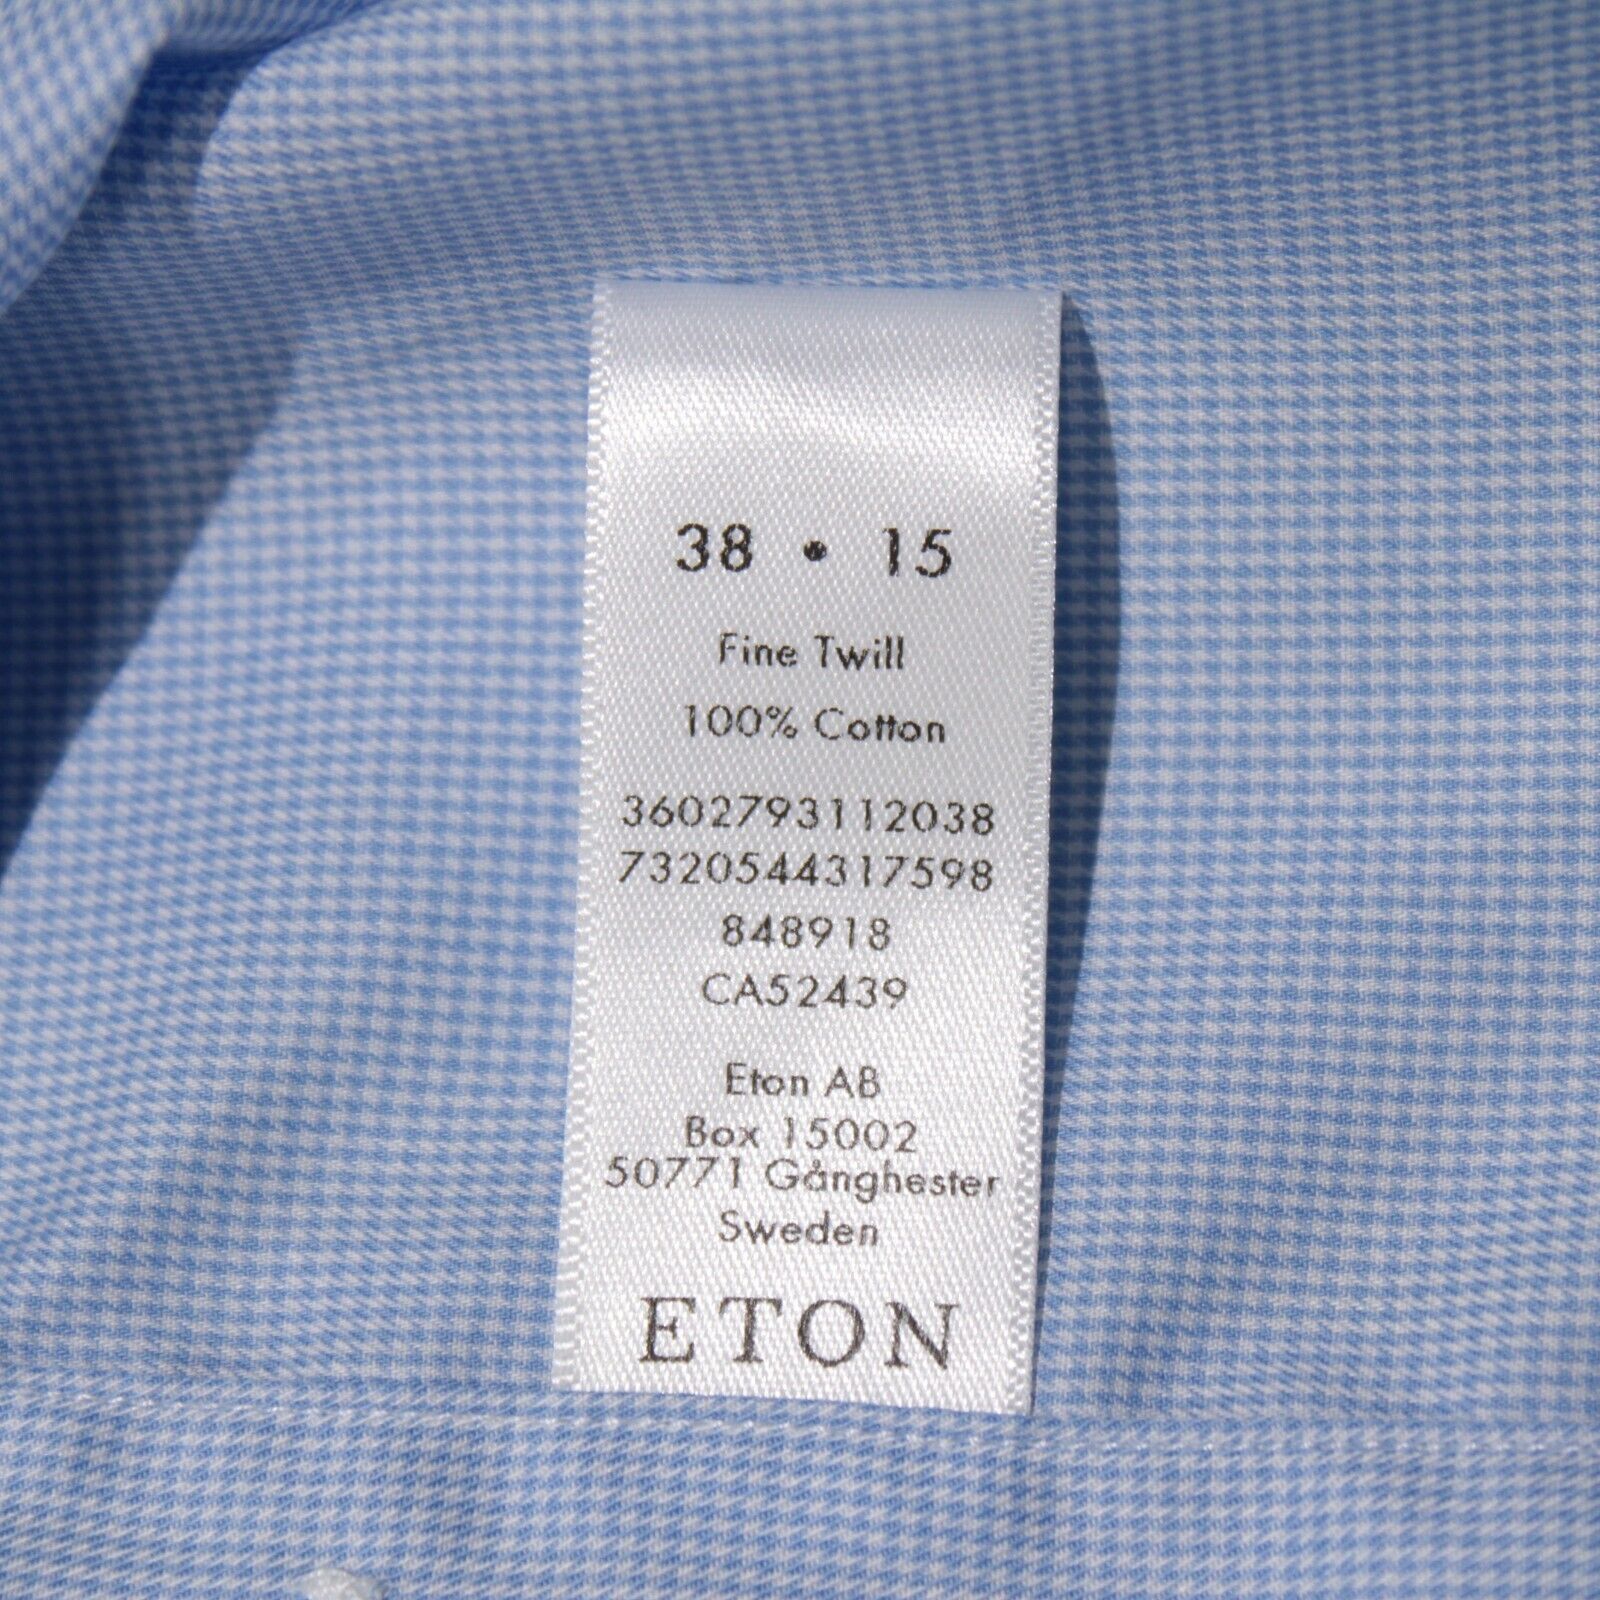 38 • 15
Fine Twill
100% Cotton
3602793112038
7320544317598
848918
CA52439
Eton AB
Box 15002
50771 Gånghester
Sweden
ETON